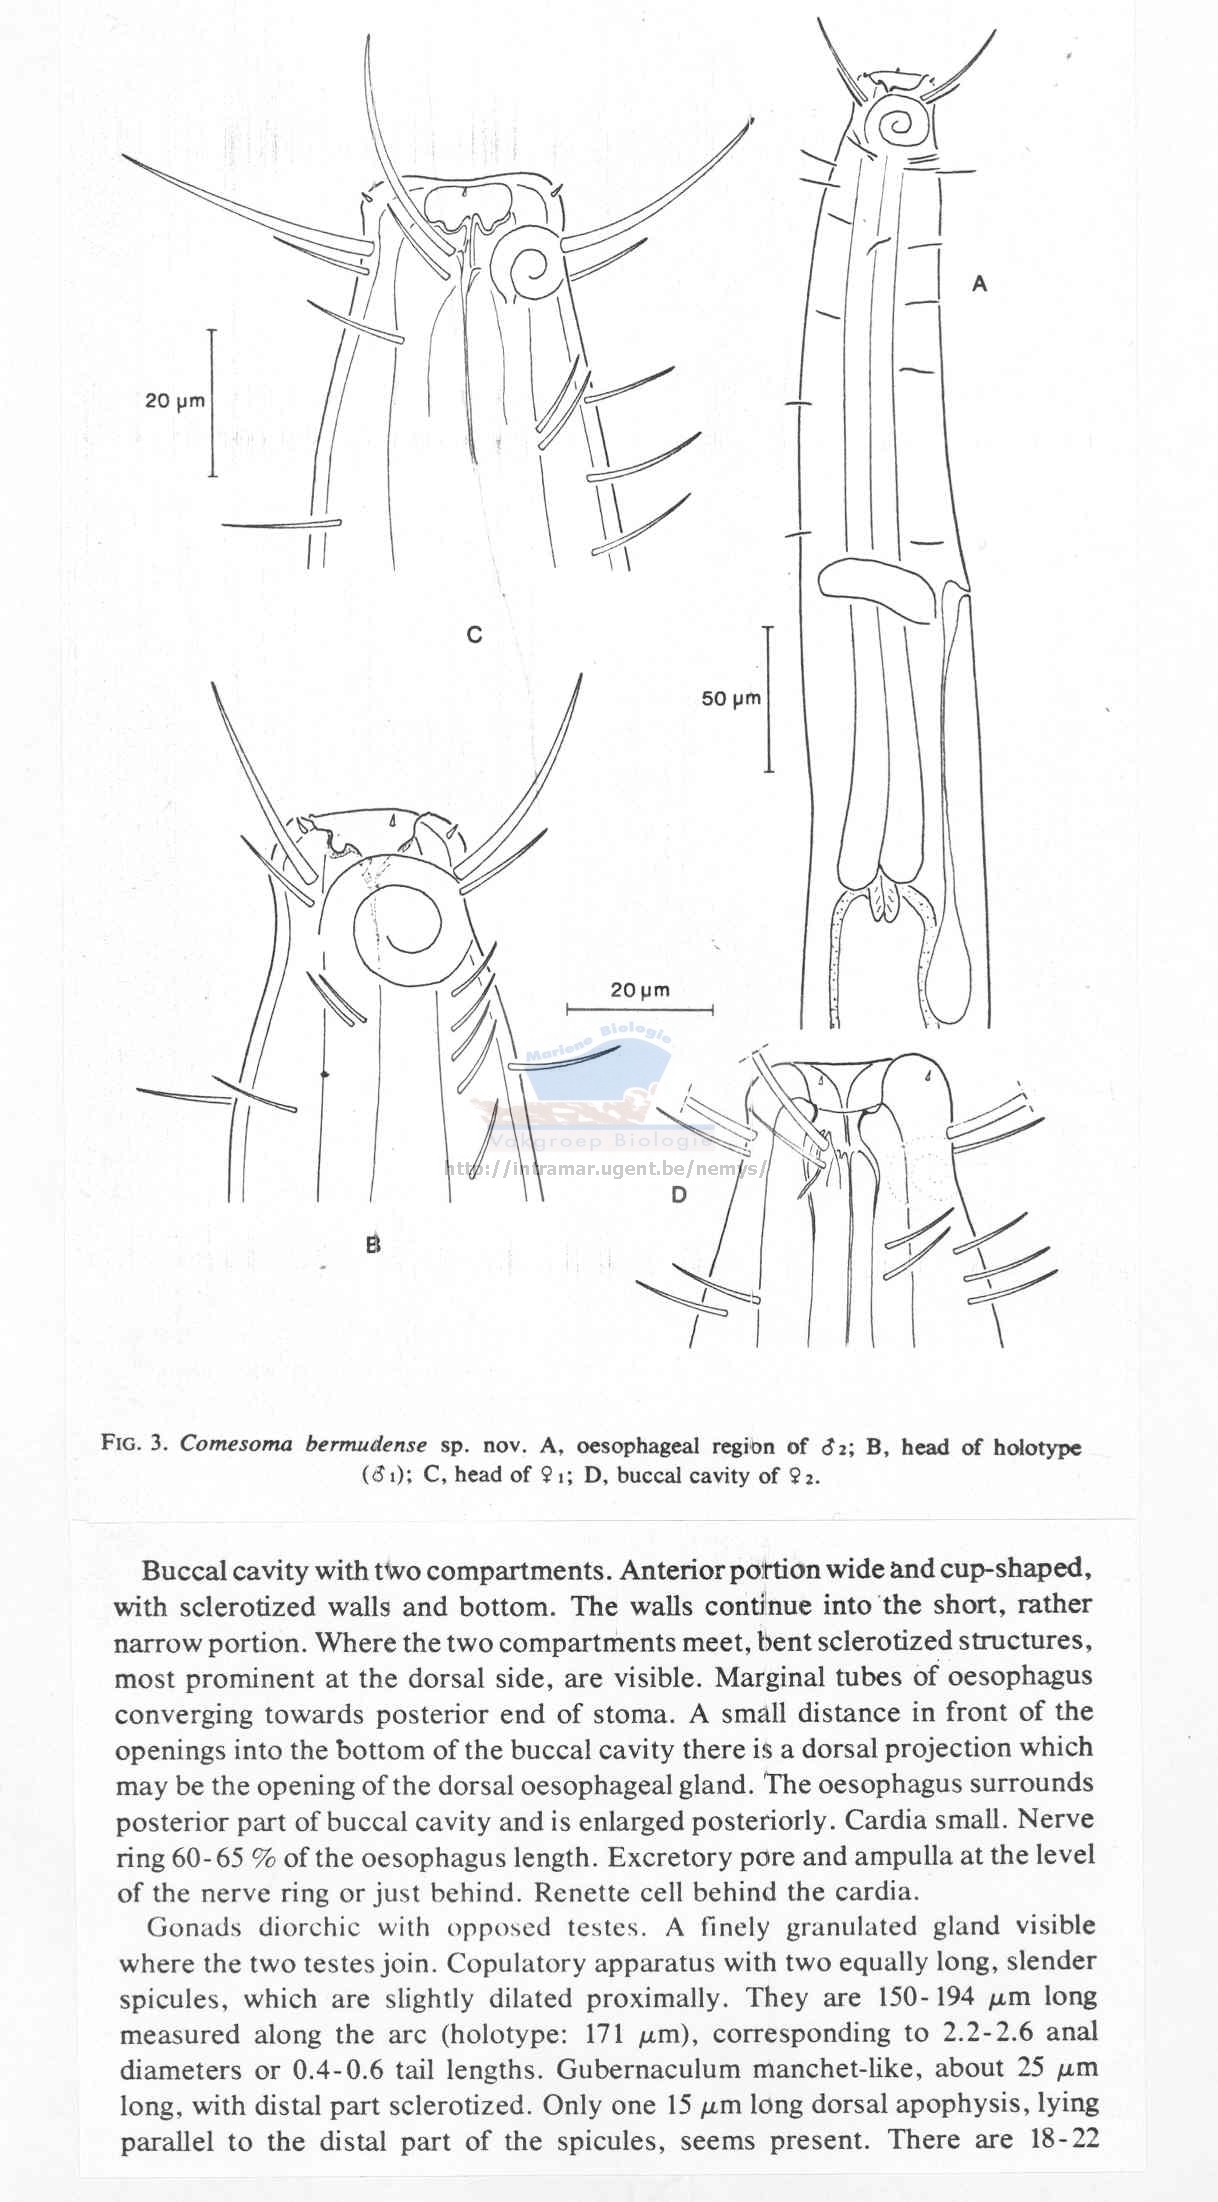 A
20 µm
C
50 µm
20 µm
Mariene Biologie
Vakgroep Biologie
http://intramar.ugent.be/nemys/
D
B
FIG. 3. Comesoma bermudense sp. nov. A, oesophageal region of ♂2; B, head of holotype
(♂1); C, head of ♀1; D, buccal cavity of ♀2.
Buccal cavity with two compartments. Anterior portion wide and cup-shaped,
with sclerotized walls and bottom. The walls continue into the short, rather
narrow portion. Where the two compartments meet, bent sclerotized structures,
most prominent at the dorsal side, are visible. Marginal tubes of oesophagus
converging towards posterior end of stoma. A small distance in front of the
openings into the bottom of the buccal cavity there is a dorsal projection which
may be the opening of the dorsal oesophageal gland. The oesophagus surrounds
posterior part of buccal cavity and is enlarged posteriorly. Cardia small. Nerve
ring 60-65 % of the oesophagus length. Excretory pore and ampulla at the level
of the nerve ring or just behind. Renette cell behind the cardia.
Gonads diorchic with opposed testes. A finely granulated gland visible
where the two testes join. Copulatory apparatus with two equally long, slender
spicules, which are slightly dilated proximally. They are 150-194 µm long
measured along the arc (holotype: 171 µm), corresponding to 2.2-2.6 anal
diameters or 0.4-0.6 tail lengths. Gubernaculum manchet-like, about 25 µm
long, with distal part sclerotized. Only one 15 µm long dorsal apophysis, lying
parallel to the distal part of the spicules, seems present. There are 18-22